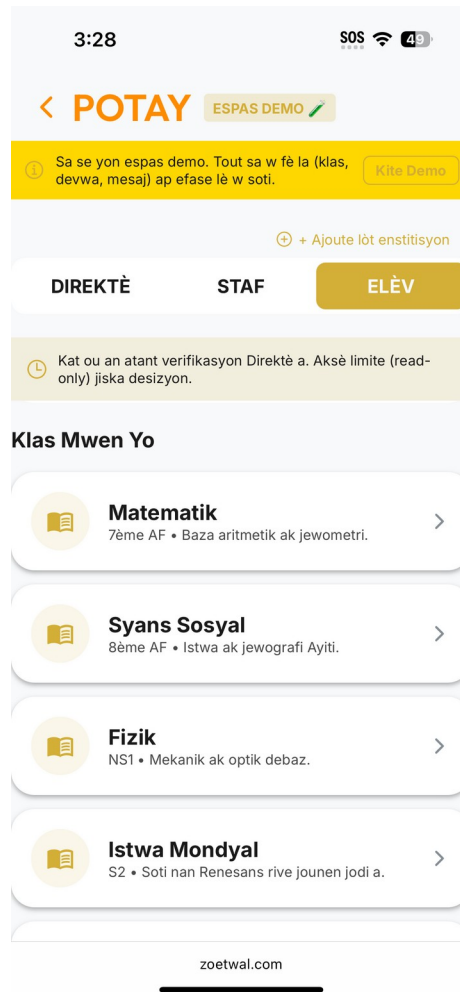 3:28
SOS
49
POTAY
ESPAS DEMO
Sa se yon espas demo. Tout sa w fè la (klas,
devwa, mesaj) ap efase lè w soti.
Kite Demo
+ Ajoute lòt enstitisyon
DIREKTÈ
STAF
ELÈV
Kat ou an atant verifikasyon Direktè a. Aksè limite (read-
only) jiska desizyon.
Klas Mwen Yo
Matematik
7ème AF • Baza aritmetik ak jewometri.
Syans Sosyal
8ème AF • Istwa ak jewografi Ayiti.
Fizik
NS1 • Mekanik ak optik debaz.
Istwa Mondyal
S2 • Soti nan Renesans rive jounen jodi a.
zoetwal.com